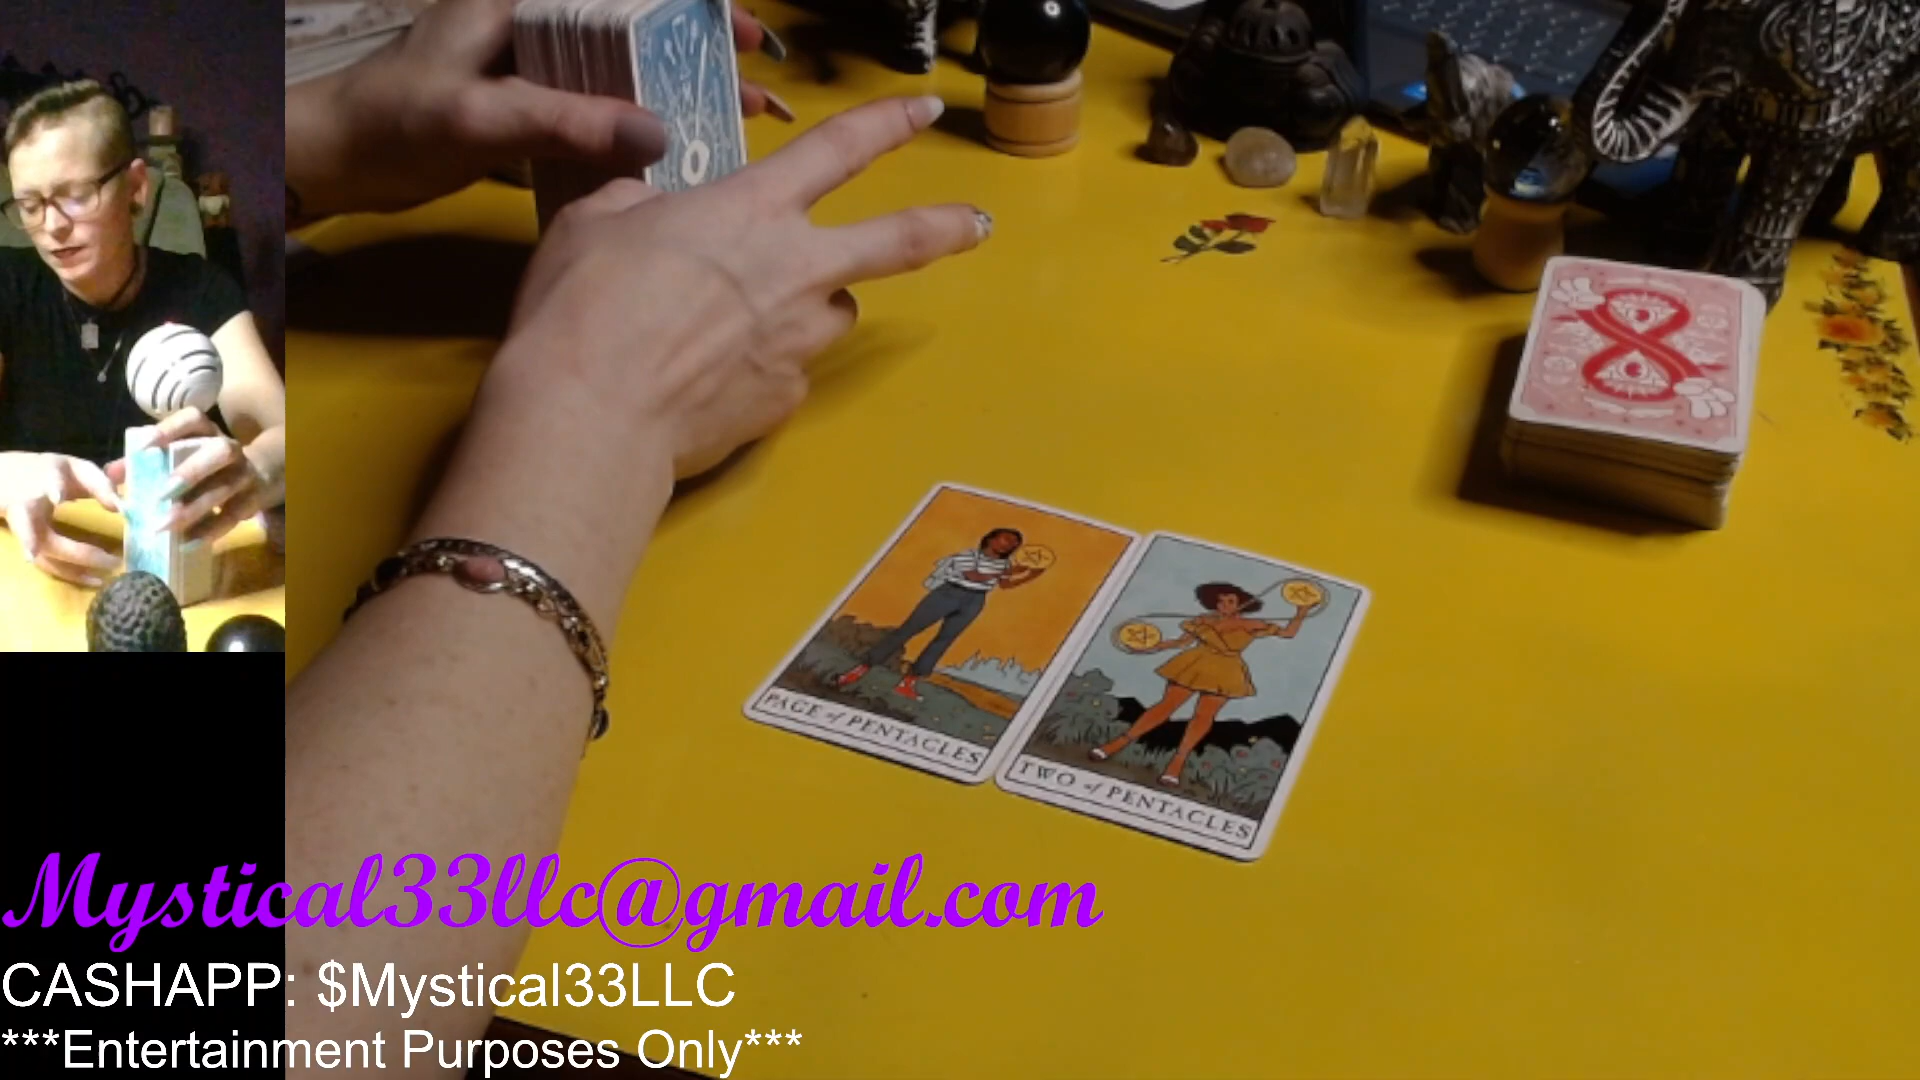 PAGE of PENTACLES
TWO of PENTACLES
Mystical33llc@gmail.com
CASHAPP: $Mystical33LLC
***Entertainment Purposes Only***